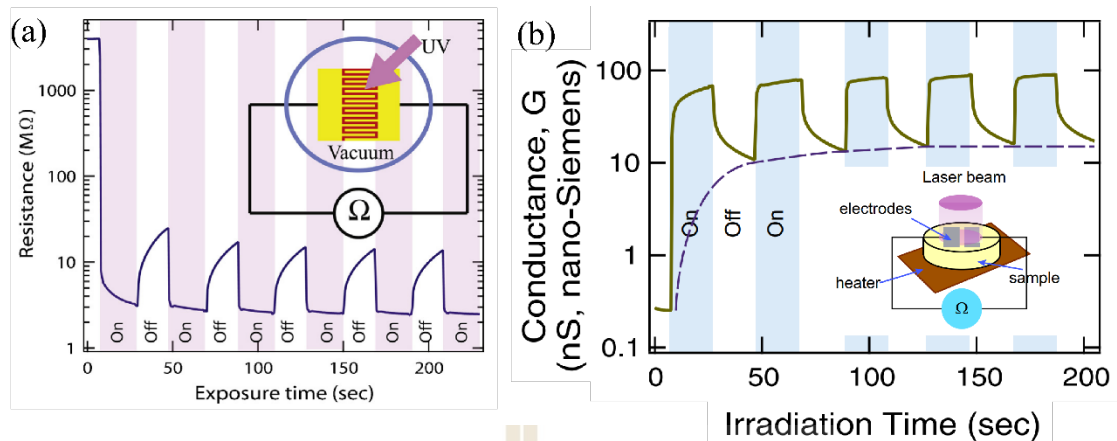 (a)
UV
Vacuum
Ω
Resistance (MΩ)
1000
100
10
1
On
Off
On
Off
On
Off
On
Off
On
Off
On
0
50
100
150
200
Exposure time (sec)
(b)
Conductance, G
(nS, nano-Siemens)
100
10
1
0.1
On
Off
On
Laser beam
electrodes
heater
sample
Ω
0
50
100
150
200
Irradiation Time (sec)